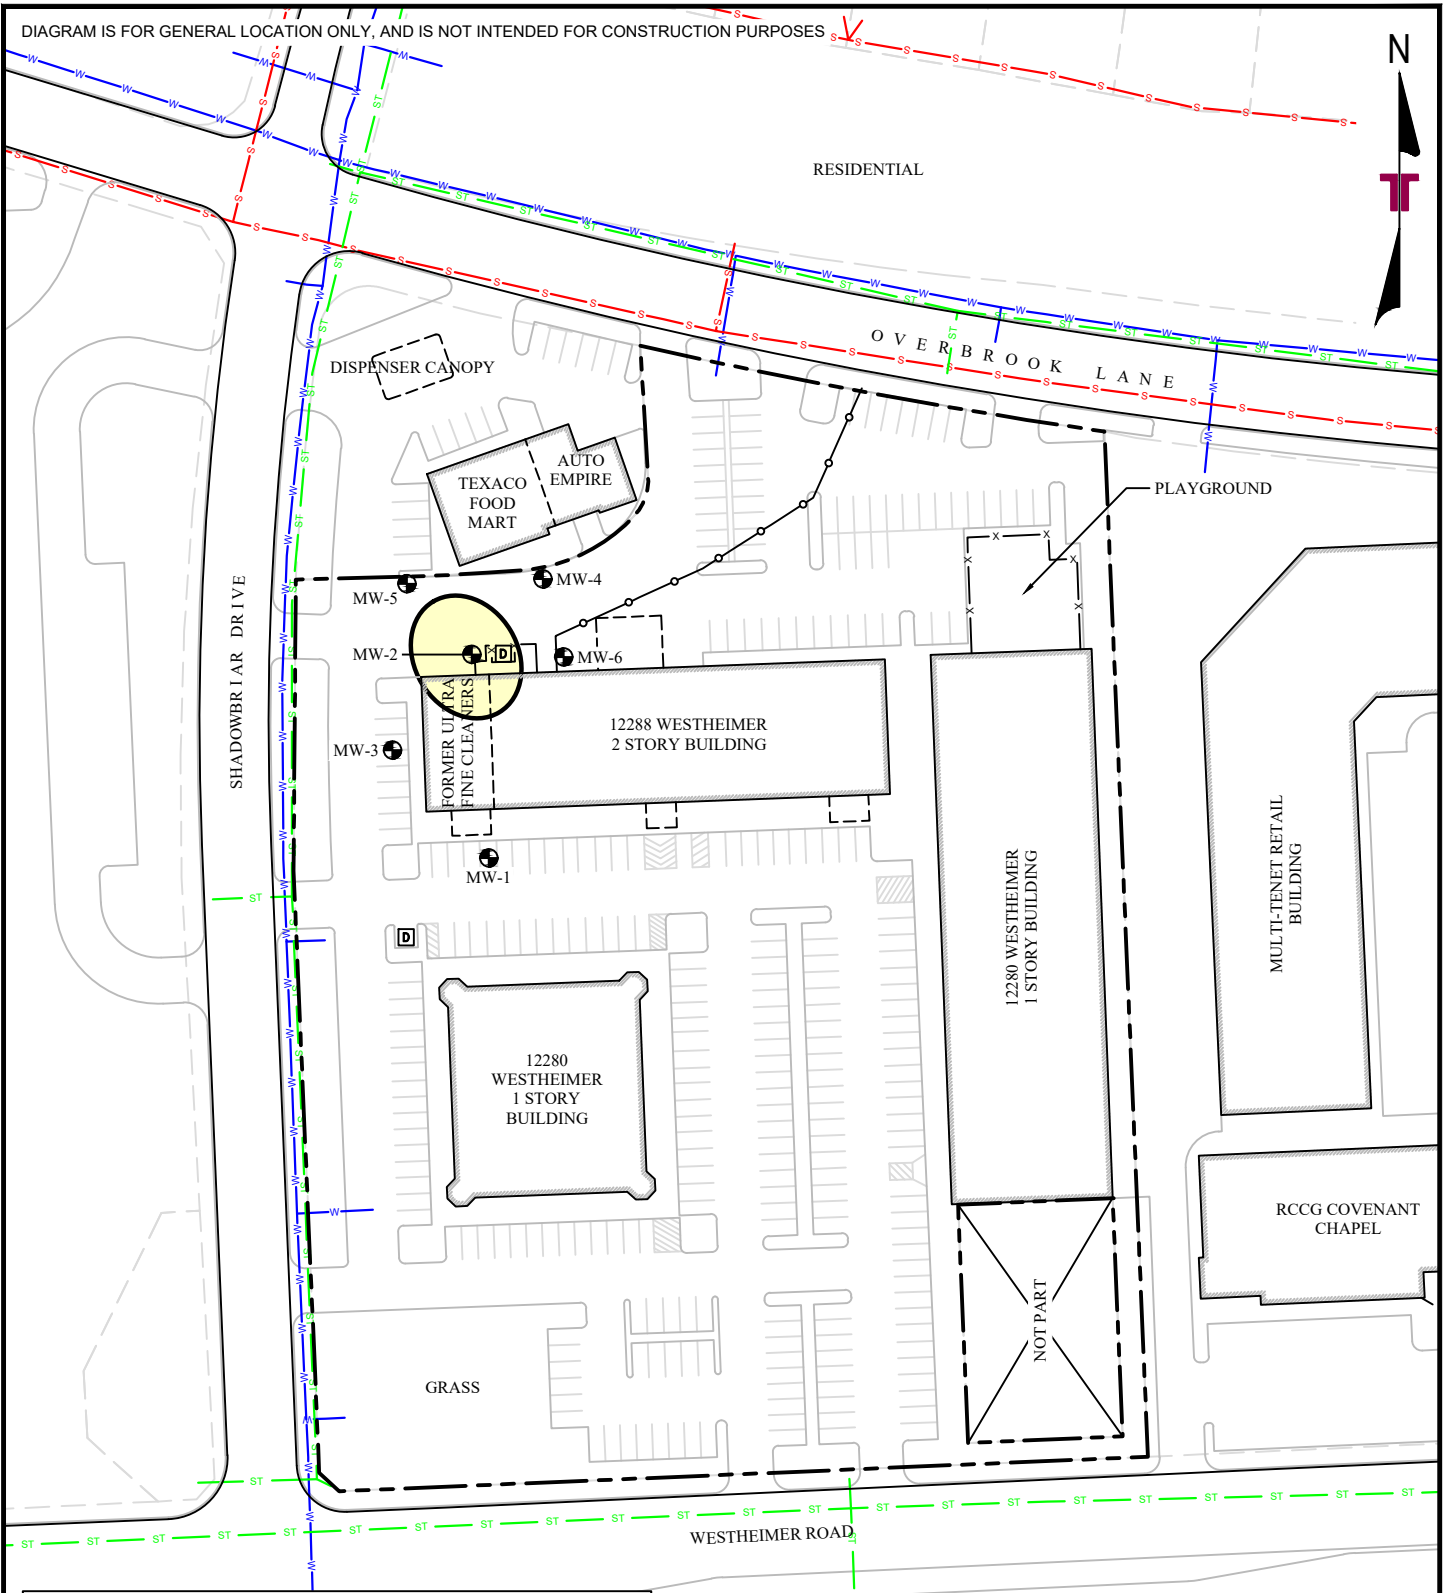 DIAGRAM IS FOR GENERAL LOCATION ONLY, AND IS NOT INTENDED FOR CONSTRUCTION PURPOSES
N
RESIDENTIAL
OVERBROOK LANE
DISPENSER CANOPY
AUTO
EMPIRE
TEXACO
FOOD
MART
PLAYGROUND
MW-4
MW-5
MW-2
D
MW-6
SHADOWBRIAR DRIVE
FORMER ULTRA
FINE CLEANERS
12288 WESTHEIMER
2 STORY BUILDING
MW-3
MW-1
D
12280 WESTHEIMER
1 STORY BUILDING
MULTI-TENET RETAIL
BUILDING
12280
WESTHEIMER
1 STORY
BUILDING
RCCG COVENANT
CHAPEL
NOT PART
GRASS
WESTHEIMER ROAD